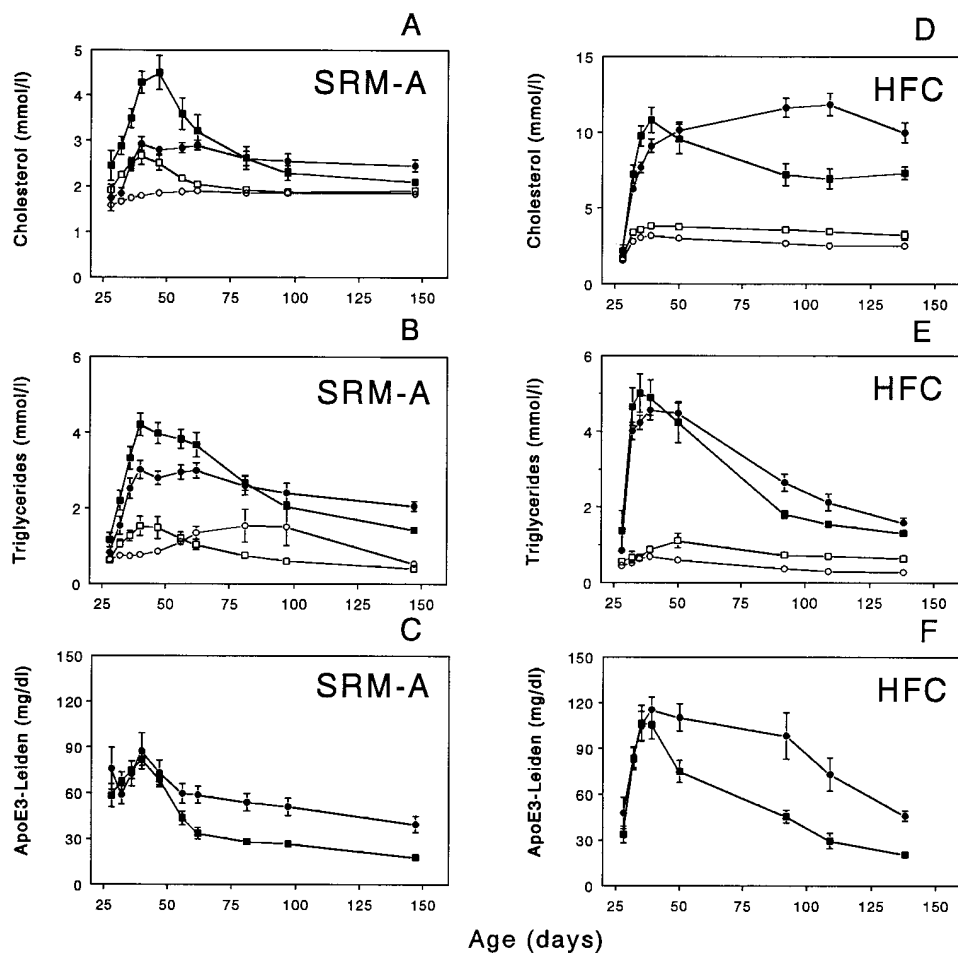 A
SRM-A
Cholesterol (mmol/l)
5
4
3
2
1
0
25 50 75 100 125 150
D
HFC
Cholesterol (mmol/l)
15
10
5
0
25 50 75 100 125 150
B
SRM-A
Triglycerides (mmol/l)
6
4
2
0
25 50 75 100 125 150
E
HFC
Triglycerides (mmol/l)
6
4
2
0
25 50 75 100 125 150
C
SRM-A
ApoE3-Leiden (mg/dl)
150
120
90
60
30
0
25 50 75 100 125 150
F
HFC
ApoE3-Leiden (mg/dl)
150
120
90
60
30
0
25 50 75 100 125 150
Age (days)